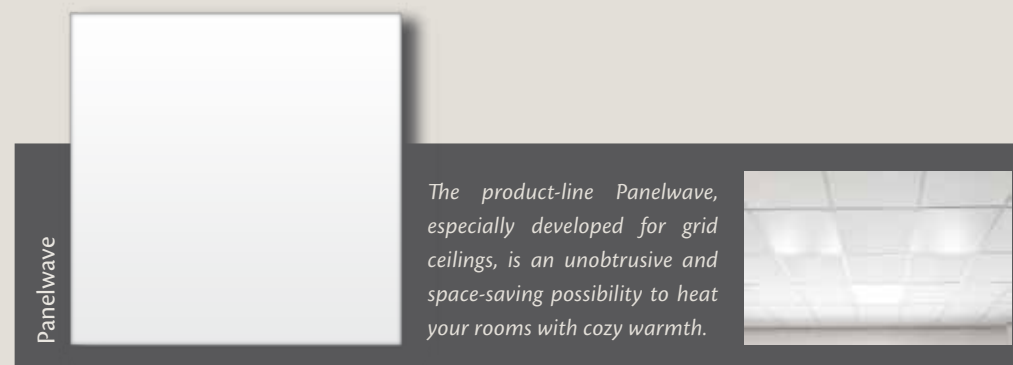 Panelwave
The product-line Panelwave,
especially developed for grid
ceilings, is an unobtrusive and
space-saving possibility to heat
your rooms with cozy warmth.